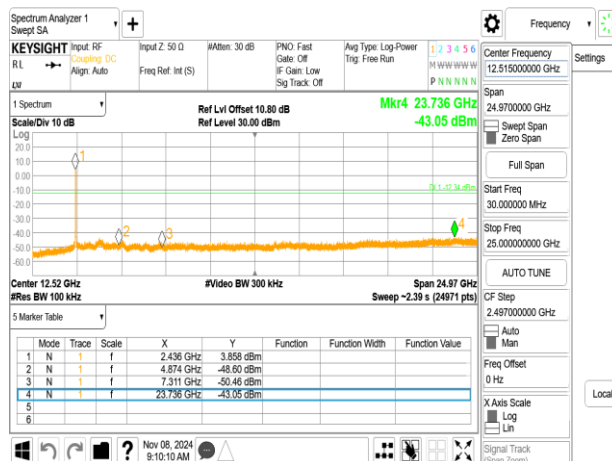 Spectrum Analyzer 1
Swept SA
Frequency
KEYSIGHT
RL
Input: RF
Coupling: DC
Align: Auto
Input Z: 50 Ω
Freq Ref: Int (S)
#Atten: 30 dB
PNO: Fast
Gate: Off
IF Gain: Low
Sig Track: Off
Avg Type: Log-Power
Trig: Free Run
1 2 3 4 5 6
M W W W W W
P N N N N N
1 Spectrum
Scale/Div 10 dB
Log
Ref Lvl Offset 10.80 dB
Ref Level 30.00 dBm
Mkr4 23.736 GHz
-43.05 dBm
20.0
10.0
0.00
-10.0
-20.0
-30.0
-40.0
-50.0
-60.0
1
2
3
4
DL1 -12.34 dBm
Center 12.52 GHz
#Res BW 100 kHz
#Video BW 300 kHz
Span 24.97 GHz
Sweep ~2.39 s (24971 pts)
5 Marker Table
Mode Trace Scale X Y Function Function Width Function Value
1 N 1 f 2.436 GHz 3.858 dBm
2 N 1 f 4.874 GHz -48.60 dBm
3 N 1 f 7.311 GHz -50.46 dBm
4 N 1 f 23.736 GHz -43.05 dBm
5
6
Nov 08, 2024
9:10:10 AM
Center Frequency
12.515000000 GHz
Settings
Span
24.9700000 GHz
Swept Span
Zero Span
Full Span
Start Freq
30.000000 MHz
Stop Freq
25.000000000 GHz
AUTO TUNE
CF Step
2.497000000 GHz
Auto
Man
Freq Offset
0 Hz
X Axis Scale
Log
Lin
Local
Signal Track
(Span Zoom)